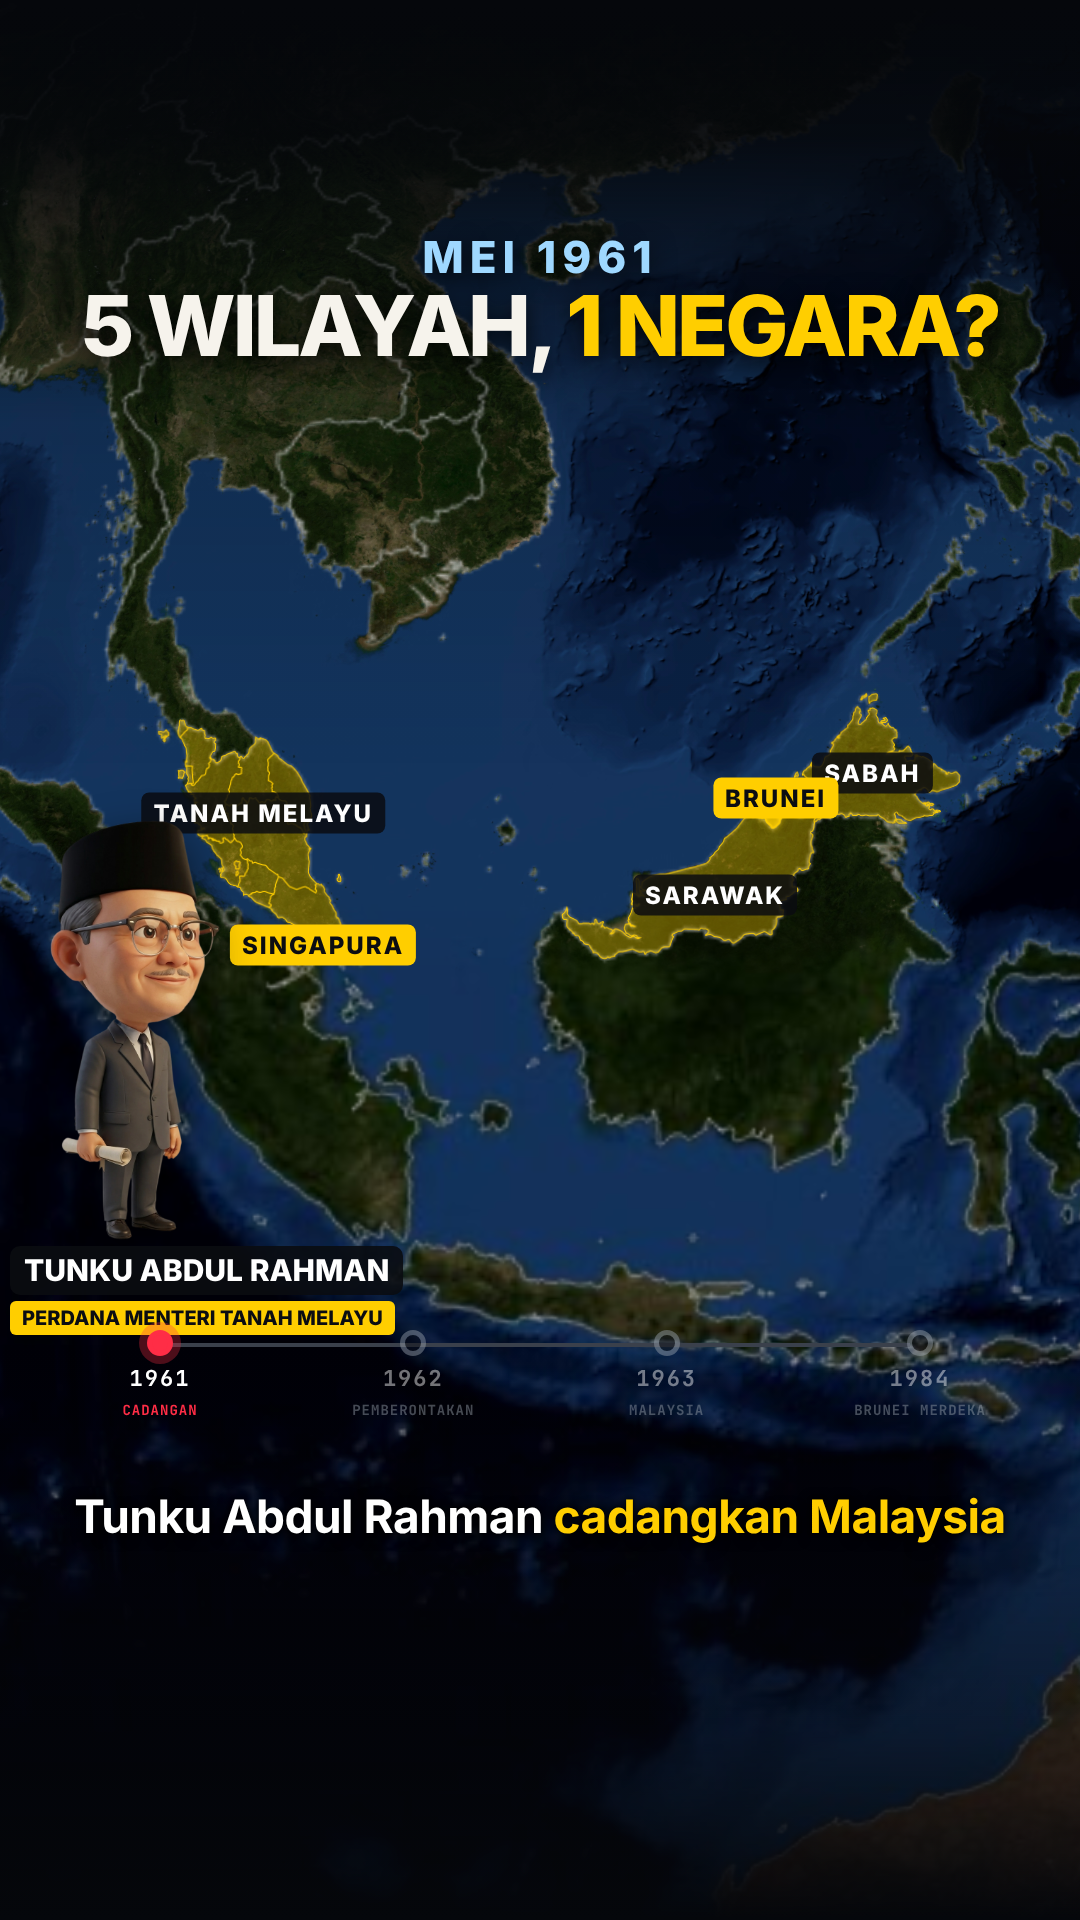 MEI 1961
5 WILAYAH, 1 NEGARA?
SABAH
BRUNEI
TANAH MELAYU
SARAWAK
SINGAPURA
TUNKU ABDUL RAHMAN
PERDANA MENTERI TANAH MELAYU
1961 1962 1963 1984
CADANGAN PEMBERONTAKAN MALAYSIA BRUNEI MERDEKA
Tunku Abdul Rahman cadangkan Malaysia